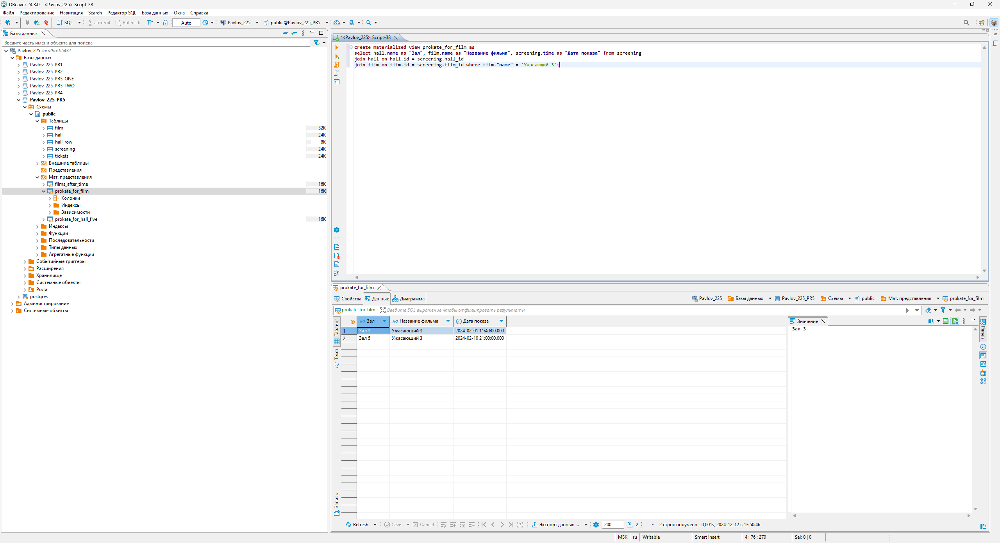 DBeaver 24.3.0 - <Pavlov_225> Script-38
Файл Редактирование Навигация Search Редактор SQL База данных Окна Справка
SQL Commit Rollback Auto Pavlov_225 public@Pavlov_225_PR5
Базы данных
Введите часть имени объекта для поиска
Pavlov_225 localhost:5432
Базы данных
Pavlov_225_PR1
Pavlov_225_PR2
Pavlov_225_PR3_ONE
Pavlov_225_PR3_TWO
Pavlov_225_PR4
Pavlov_225_PR5
Схемы
public
Таблицы
film 32K
hall 24K
hall_row 8K
screening 24K
tickets 24K
Внешние таблицы
Представления
Мат. представления
films_after_time 16K
prokate_for_film 16K
Колонки
Индексы
Зависимости
prokate_for_hall_five 16K
Индексы
Функции
Последовательности
Типы данных
Агрегатные функции
Событийные триггеры
Расширения
Хранилище
Системные объекты
Роли
postgres
Администрирование
Системные объекты
*<Pavlov_225> Script-38
create materialized view prokate_for_film as
select hall.name as "Зал", film.name as "Название фильма", screening.time as "Дата показа" from screening
join hall on hall.id = screening.hall_id
join film on film.id = screening.film_id where film."name" = 'Ужасающий 3';
prokate_for_film
Свойства Данные Диаграмма Pavlov_225 Базы данных Pavlov_225_PR5 Схемы public Мат. представления prokate_for_film
prokate_for_film Введите SQL выражение чтобы отфильтровать результаты
Таблица
Текст
Запись
A-Z Зал A-Z Название фильма Дата показа
1 Зал 3 Ужасающий 3 2024-02-01 11:40:00.000
2 Зал 5 Ужасающий 3 2024-02-10 21:00:00.000
Значение
Зал 3
Panels
Refresh Save Cancel Экспорт данных ... 200 2 ... 2 строк получено - 0,001s, 2024-12-12 в 13:50:46
MSK ru Writable Smart Insert 4 : 76 : 270 Sel: 0 | 0